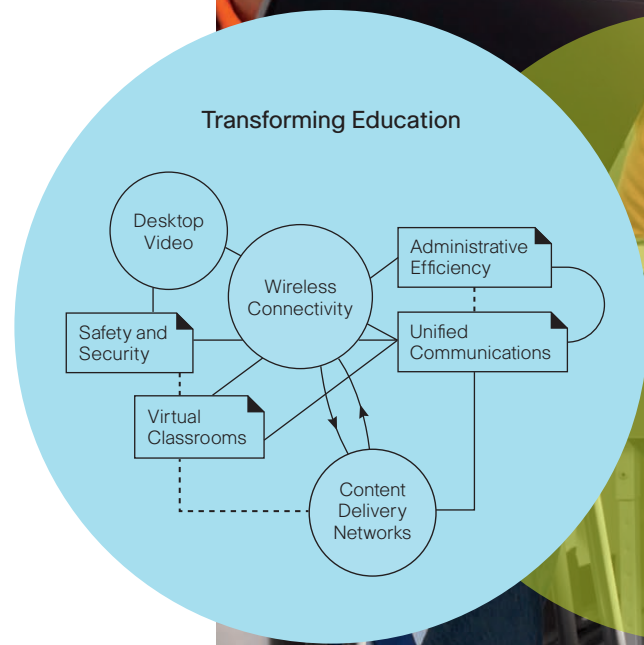 Transforming Education
Desktop
Video
Wireless
Connectivity
Administrative
Efficiency
Safety and
Security
Unified
Communications
Virtual
Classrooms
Content
Delivery
Networks